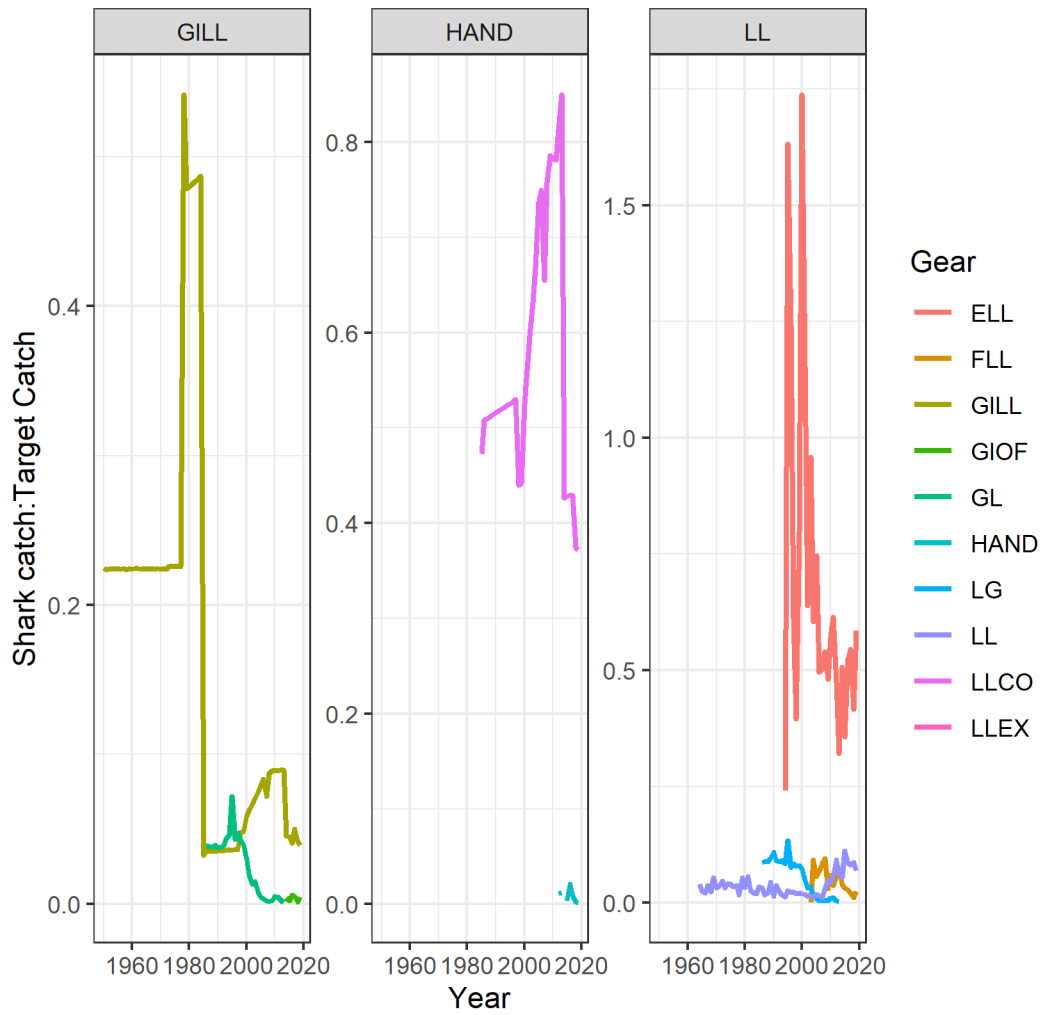 GILL HAND LL
0.4
0.2
0.0
0.8
0.6
0.4
0.2
0.0
1.5
1.0
0.5
0.0
1960 1980 2000 2020
1960 1980 2000 2020
1960 1980 2000 2020
Shark catch:Target Catch
Year
Gear
ELL
FLL
GILL
GIOF
GL
HAND
LG
LL
LLCO
LLEX